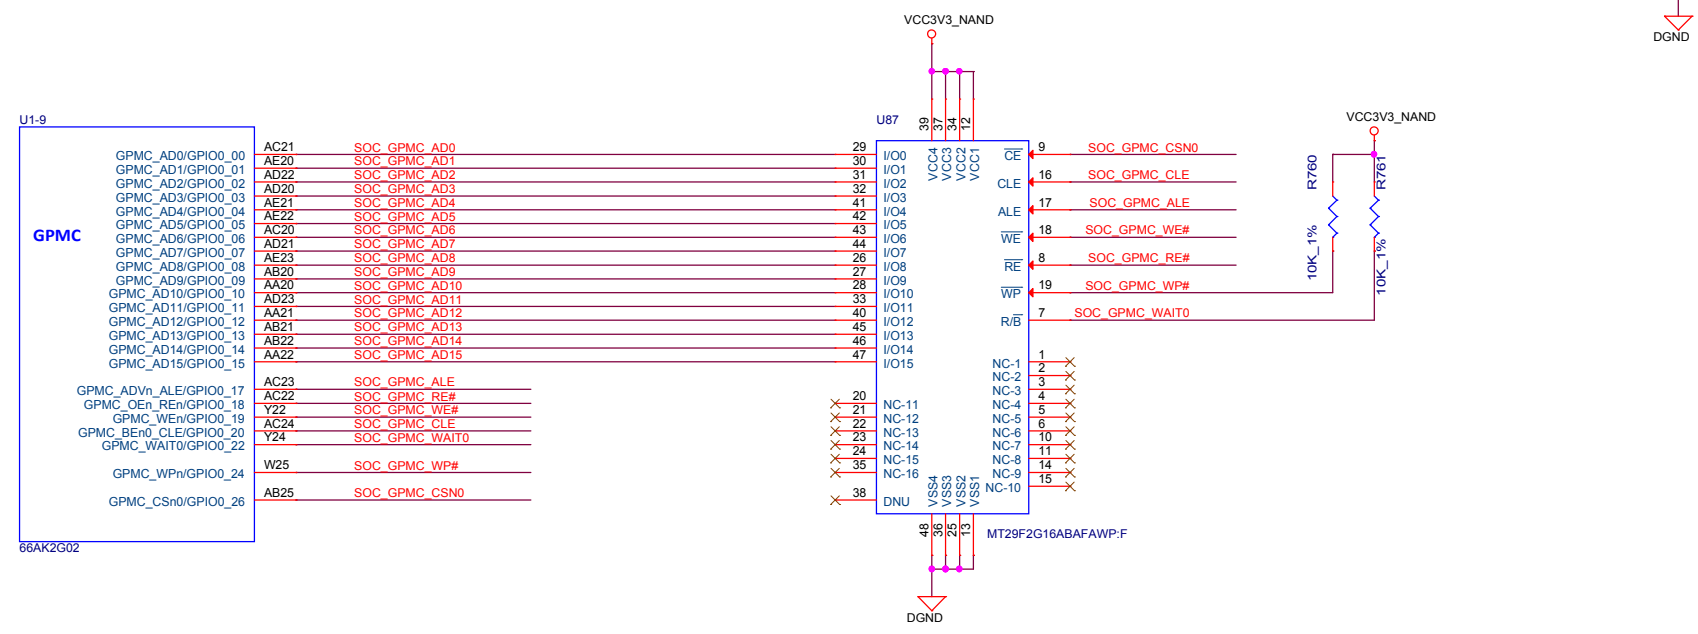 VCC3V3_NAND
DGND
U1-9
GPMC
GPMC_AD0/GPIO0_00 AC21 SOC_GPMC_AD0
GPMC_AD1/GPIO0_01 AE20 SOC_GPMC_AD1
GPMC_AD2/GPIO0_02 AD22 SOC_GPMC_AD2
GPMC_AD3/GPIO0_03 AD20 SOC_GPMC_AD3
GPMC_AD4/GPIO0_04 AE21 SOC_GPMC_AD4
GPMC_AD5/GPIO0_05 AE22 SOC_GPMC_AD5
GPMC_AD6/GPIO0_06 AC20 SOC_GPMC_AD6
GPMC_AD7/GPIO0_07 AD21 SOC_GPMC_AD7
GPMC_AD8/GPIO0_08 AE23 SOC_GPMC_AD8
GPMC_AD9/GPIO0_09 AB20 SOC_GPMC_AD9
GPMC_AD10/GPIO0_10 AA20 SOC_GPMC_AD10
GPMC_AD11/GPIO0_11 AD23 SOC_GPMC_AD11
GPMC_AD12/GPIO0_12 AA21 SOC_GPMC_AD12
GPMC_AD13/GPIO0_13 AB21 SOC_GPMC_AD13
GPMC_AD14/GPIO0_14 AB22 SOC_GPMC_AD14
GPMC_AD15/GPIO0_15 AA22 SOC_GPMC_AD15
GPMC_ADVn_ALE/GPIO0_17 AC23 SOC_GPMC_ALE
GPMC_OEn_REn/GPIO0_18 AC22 SOC_GPMC_RE#
GPMC_WEn/GPIO0_19 Y22 SOC_GPMC_WE#
GPMC_BEn0_CLE/GPIO0_20 AC24 SOC_GPMC_CLE
GPMC_WAIT0/GPIO0_22 Y24 SOC_GPMC_WAIT0
GPMC_WPn/GPIO0_24 W25 SOC_GPMC_WP#
GPMC_CSn0/GPIO0_26 AB25 SOC_GPMC_CSN0
66AK2G02
U87
39 37 34 12
VCC4 VCC3 VCC2 VCC1
29 I/O0
30 I/O1
31 I/O2
32 I/O3
41 I/O4
42 I/O5
43 I/O6
44 I/O7
26 I/O8
27 I/O9
28 I/O10
33 I/O11
40 I/O12
45 I/O13
46 I/O14
47 I/O15
20 NC-11
21 NC-12
22 NC-13
23 NC-14
24 NC-15
35 NC-16
38 DNU
CE 9 SOC_GPMC_CSN0
CLE 16 SOC_GPMC_CLE
ALE 17 SOC_GPMC_ALE
WE 18 SOC_GPMC_WE#
RE 8 SOC_GPMC_RE#
WP 19 SOC_GPMC_WP#
R/B 7 SOC_GPMC_WAIT0
NC-1 1
NC-2 2
NC-3 3
NC-4 4
NC-5 5
NC-6 6
NC-7 10
NC-8 11
NC-9 14
NC-10 15
VSS4 VSS3 VSS2 VSS1
48 36 25 13
MT29F2G16ABAFAWP:F
DGND
VCC3V3_NAND
R760
10K_1%
R761
10K_1%